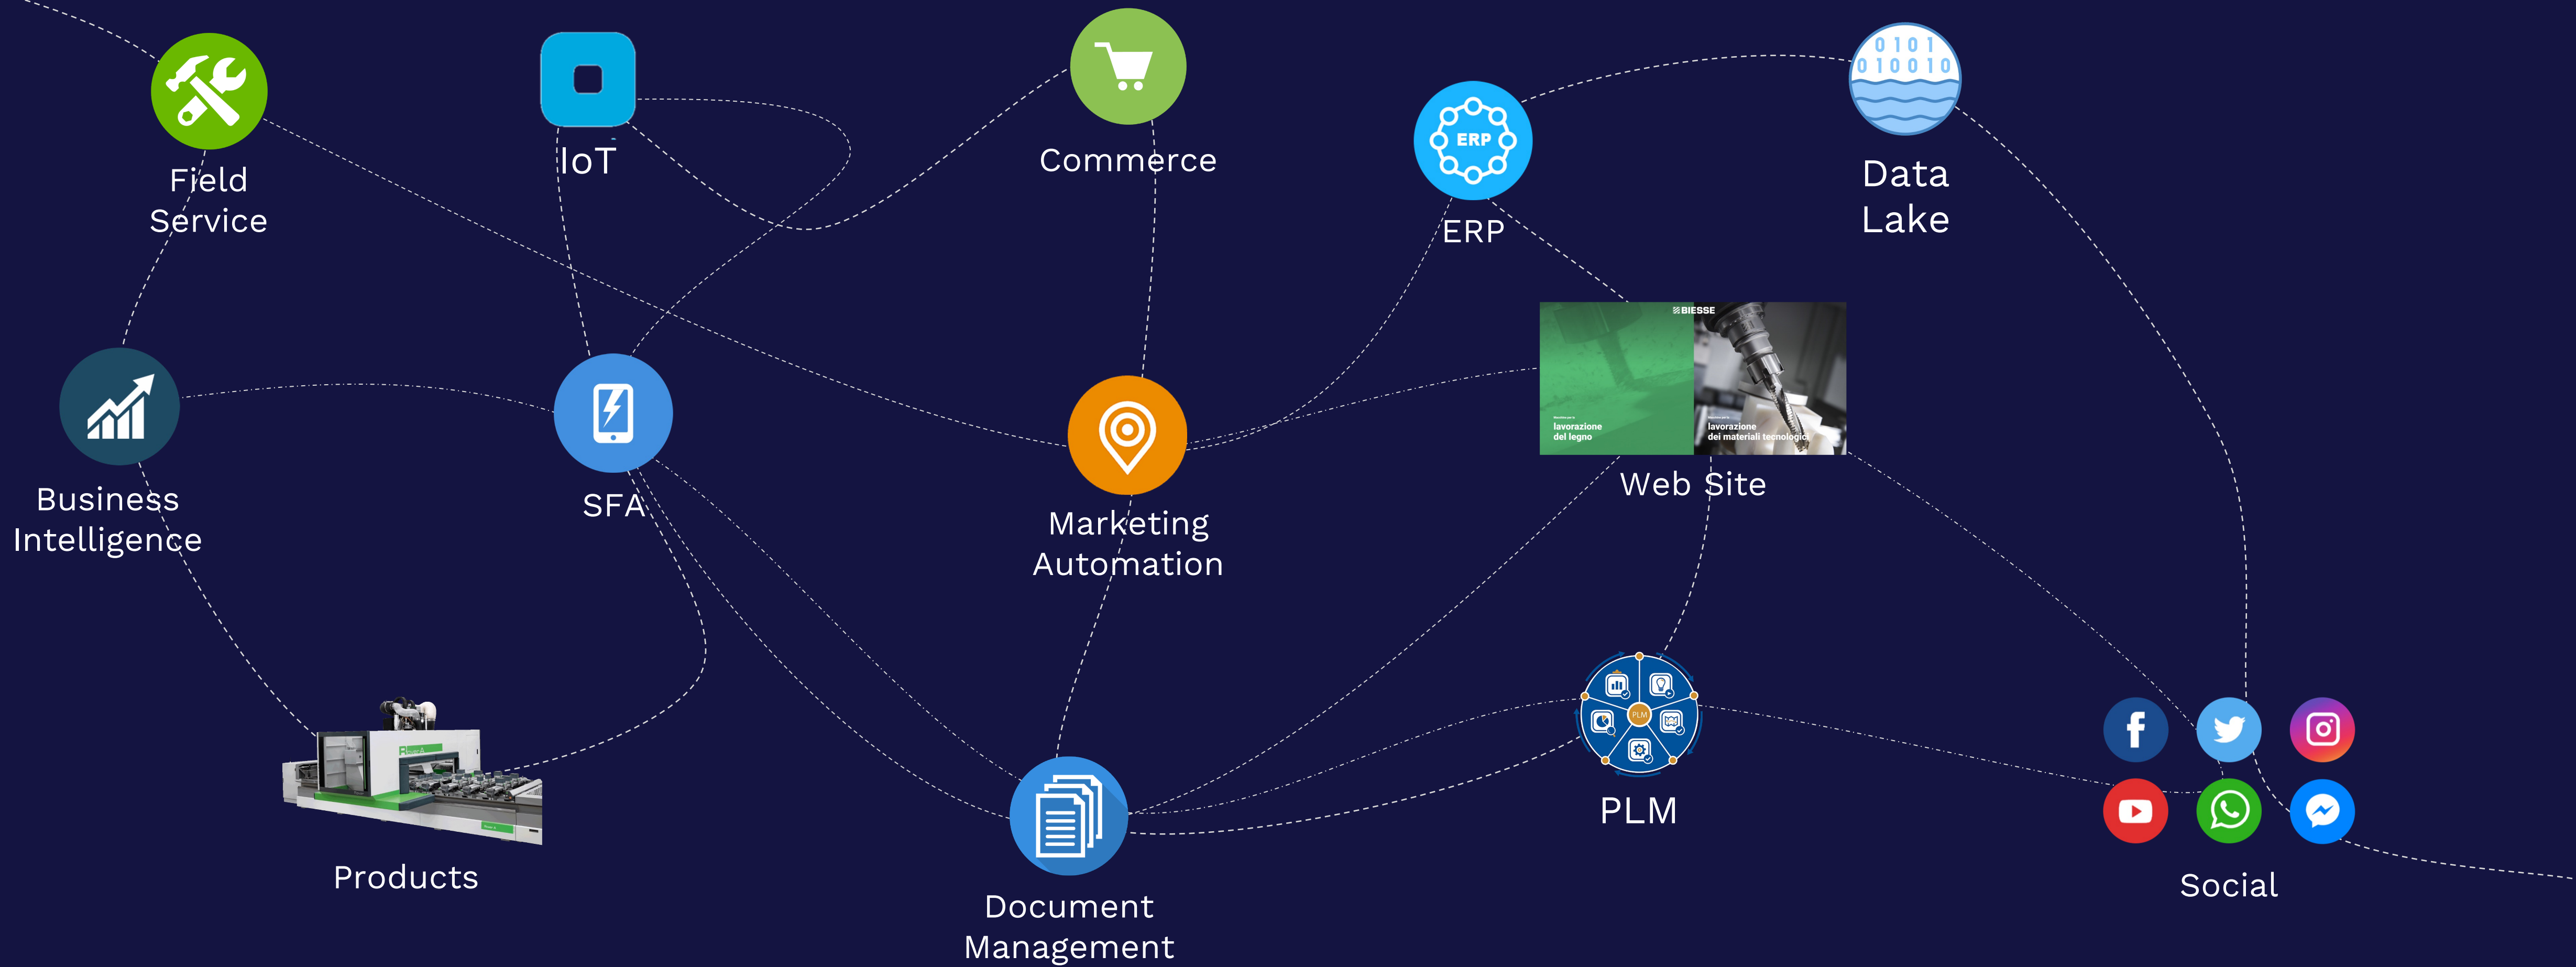 IoT
Commerce
0101
010010
ERP
Field
Service
Data
Lake
ERP
BIESSE
lavorazione
del legno
lavorazione
dei materiali tecnologici
Web Site
Business
Intelligence
SFA
Marketing
Automation
PLM
PLM
Products
Document
Management
Social